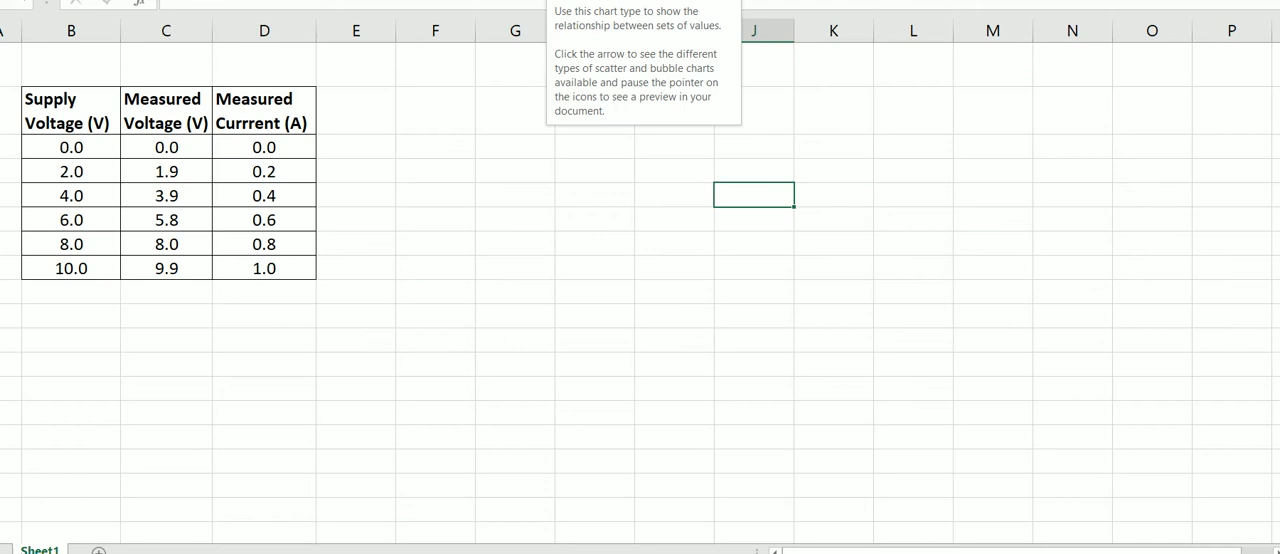 Use this chart type to show the
relationship between sets of values.
Click the arrow to see the different
types of scatter and bubble charts
available and pause the pointer on
the icons to see a preview in your
document.
A B C D E F G J K L M N O P
Supply Voltage (V) Measured Voltage (V) Measured Currrent (A)
0.0 0.0 0.0
2.0 1.9 0.2
4.0 3.9 0.4
6.0 5.8 0.6
8.0 8.0 0.8
10.0 9.9 1.0
Sheet1